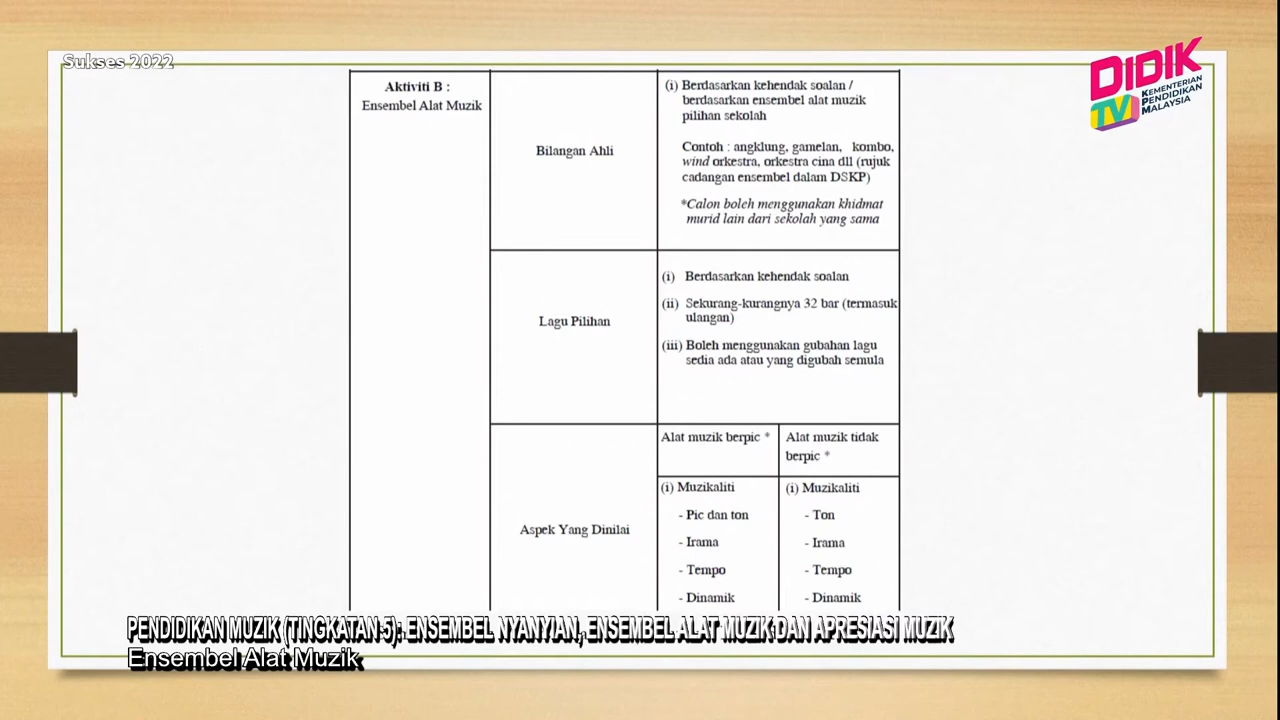 Sukses 2022
DIDIK
TV
KEMENTERIAN
PENDIDIKAN
MALAYSIA
Aktiviti B :
Ensembel Alat Muzik
Bilangan Ahli
(i) Berdasarkan kehendak soalan /
berdasarkan ensembel alat muzik
pilihan sekolah
Contoh : angklung, gamelan, kombo,
wind orkestra, orkestra cina dll (rujuk
cadangan ensembel dalam DSKP)
*Calon boleh menggunakan khidmat
murid lain dari sekolah yang sama
Lagu Pilihan
(i) Berdasarkan kehendak soalan
(ii) Sekurang-kurangnya 32 bar (termasuk
ulangan)
(iii) Boleh menggunakan gubahan lagu
sedia ada atau yang digubah semula
Aspek Yang Dinilai
Alat muzik berpic *
(i) Muzikaliti
- Pic dan ton
- Irama
- Tempo
- Dinamik
Alat muzik tidak
berpic *
(i) Muzikaliti
- Ton
- Irama
- Tempo
- Dinamik
PENDIDIKAN MUZIK (TINGKATAN 5): ENSEMBEL NYANYIAN, ENSEMBEL ALAT MUZIK DAN APRESIASI MUZIK
Ensembel Alat Muzik